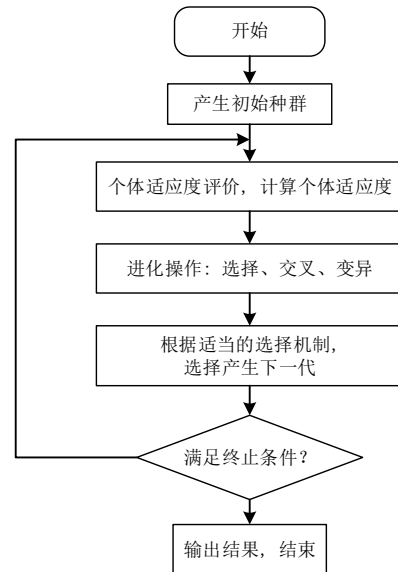 开始
产生初始种群
个体适应度评价，计算个体适应度
进化操作：选择、交叉、变异
根据适当的选择机制，
选择产生下一代
满足终止条件？
输出结果，结束